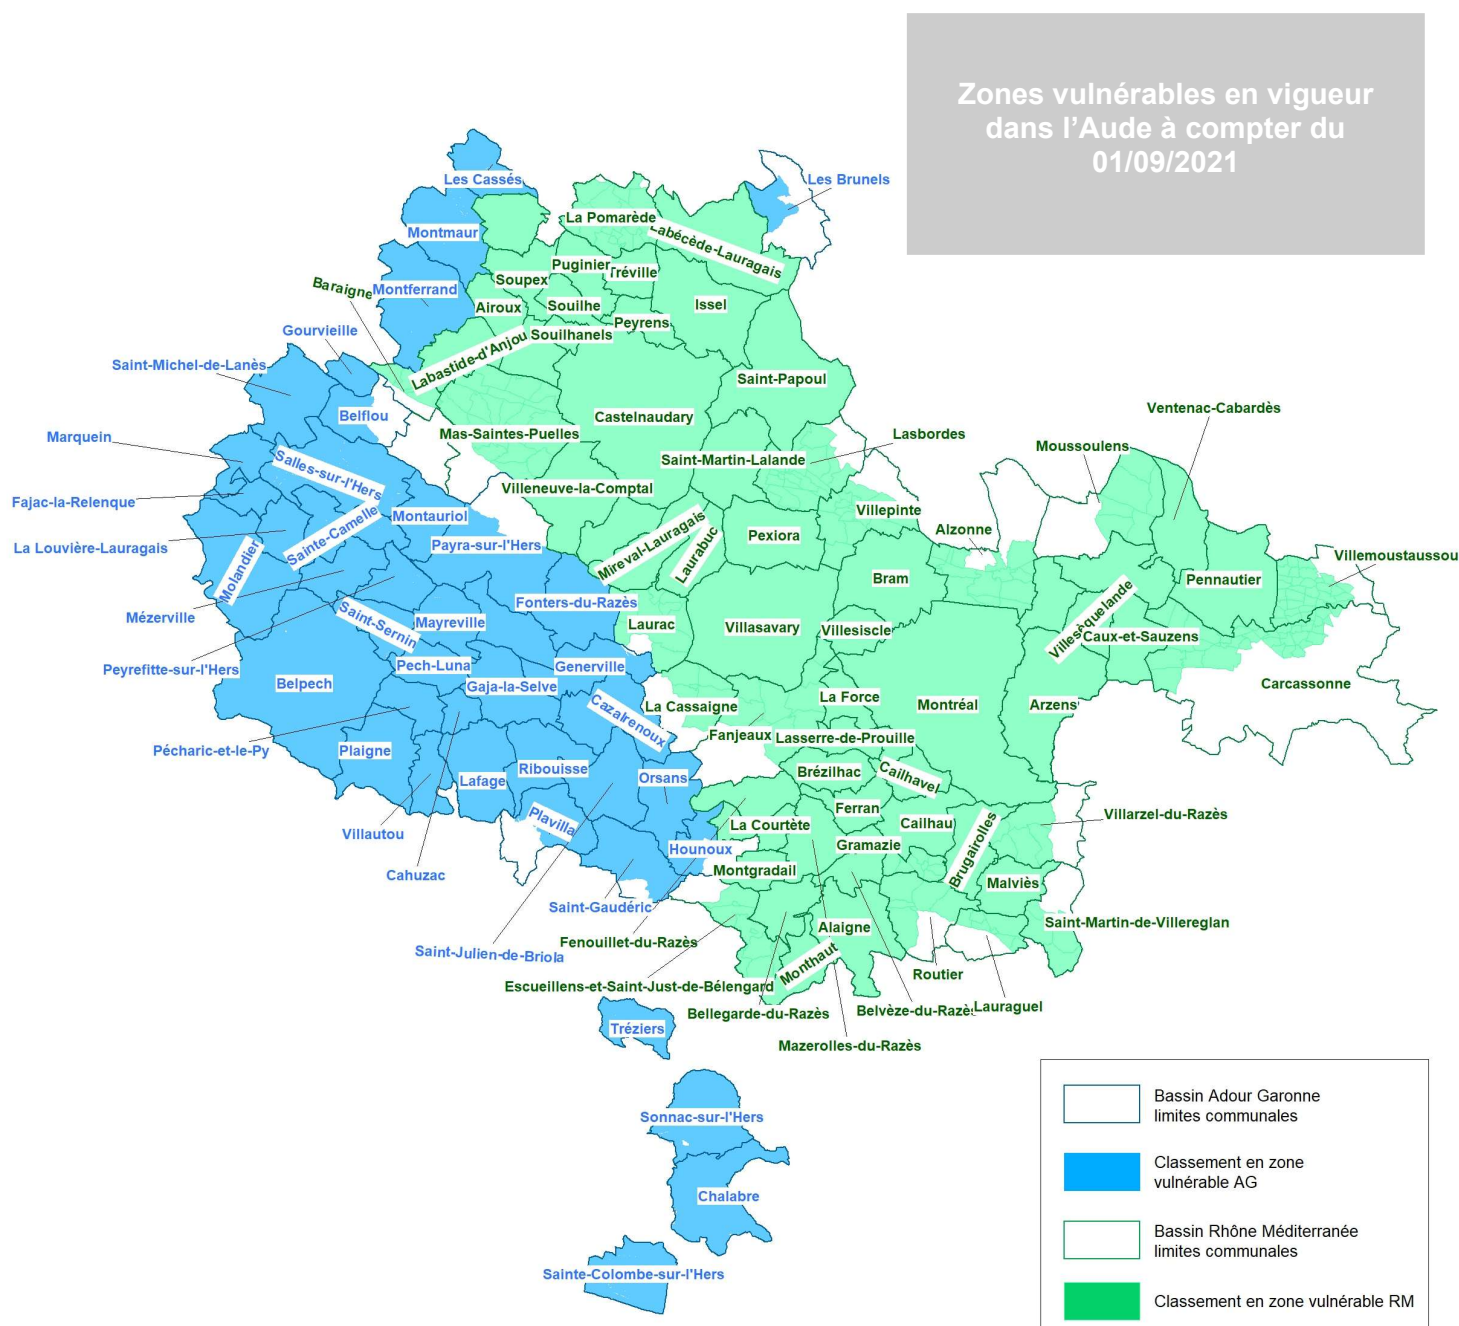 Zones vulnérables en vigueur
dans l'Aude à compter du
01/09/2021
Les Cassés
Les Brunels
La Pomarède
Montmaur
Labécède-Lauragais
Puginier
Tréville
Soupex
Baraigne
Montferrand
Airoux
Souilhe
Issel
Peyrens
Gourvieille
Souilhanels
Labastide-d'Anjou
Saint-Michel-de-Lanès
Saint-Papoul
Belflou
Castelnaudary
Ventenac-Cabardès
Marquein
Mas-Saintes-Puelles
Lasbordes
Moussoulens
Salles-sur-l'Hers
Saint-Martin-Lalande
Fajac-la-Relenque
Villeneuve-la-Comptal
Montauriol
Villepinte
Sainte-Camelle
Alzonne
La Louvière-Lauragais
Payra-sur-l'Hers
Mireval-Lauragais
Laurabuc
Pexiora
Villemoustaussou
Molandier
Bram
Pennautier
Mézerville
Fonters-du-Razès
Saint-Sernin
Mayreville
Laurac
Villasavary
Villesiscle
Villesèquelande
Caux-et-Sauzens
Peyrefitte-sur-l'Hers
Pech-Luna
Generville
Belpech
Gaja-la-Selve
Carcassonne
La Cassaigne
La Force
Montréal
Arzens
Cazalrenoux
Fanjeaux
Lasserre-de-Prouille
Pécharic-et-le-Py
Plaigne
Ribouisse
Orsans
Brézilhac
Cailhavel
Lafage
Ferran
Villarzel-du-Razès
Plavilla
La Courtète
Cailhau
Villautou
Gramazie
Brugairolles
Hounoux
Montgradail
Cahuzac
Malviès
Saint-Gaudéric
Saint-Martin-de-Villereglan
Alaigne
Fenouillet-du-Razès
Saint-Julien-de-Briola
Monthaut
Routier
Escueillens-et-Saint-Just-de-Bélengard
Lauraguel
Bellegarde-du-Razès
Belvèze-du-Razès
Tréziers
Mazerolles-du-Razès
Sonnac-sur-l'Hers
Chalabre
Sainte-Colombe-sur-l'Hers
Bassin Adour Garonne
limites communales
Classement en zone
vulnérable AG
Bassin Rhône Méditerranée
limites communales
Classement en zone vulnérable RM